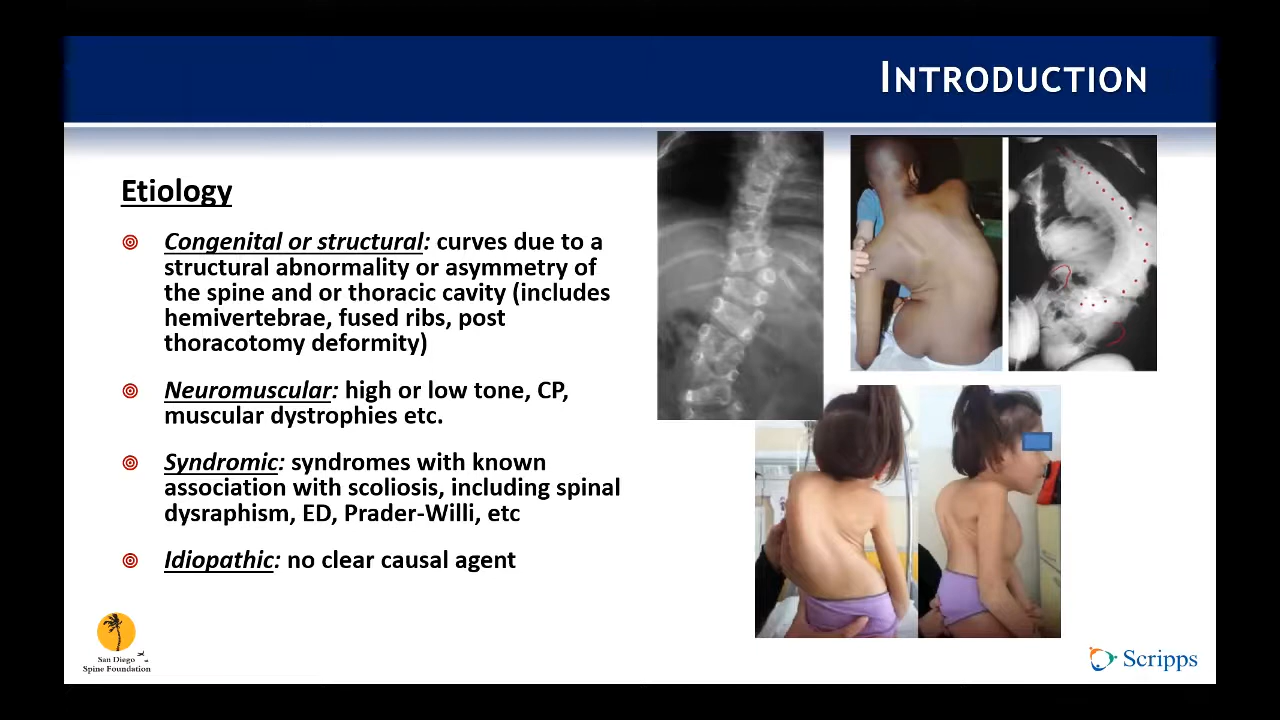 INTRODUCTION
Etiology
Congenital or structural: curves due to a
structural abnormality or asymmetry of
the spine and or thoracic cavity (includes
hemivertebrae, fused ribs, post
thoracotomy deformity)
Neuromuscular: high or low tone, CP,
muscular dystrophies etc.
Syndromic: syndromes with known
association with scoliosis, including spinal
dysraphism, ED, Prader-Willi, etc
Idiopathic: no clear causal agent
San Diego
Spine Foundation
Scripps